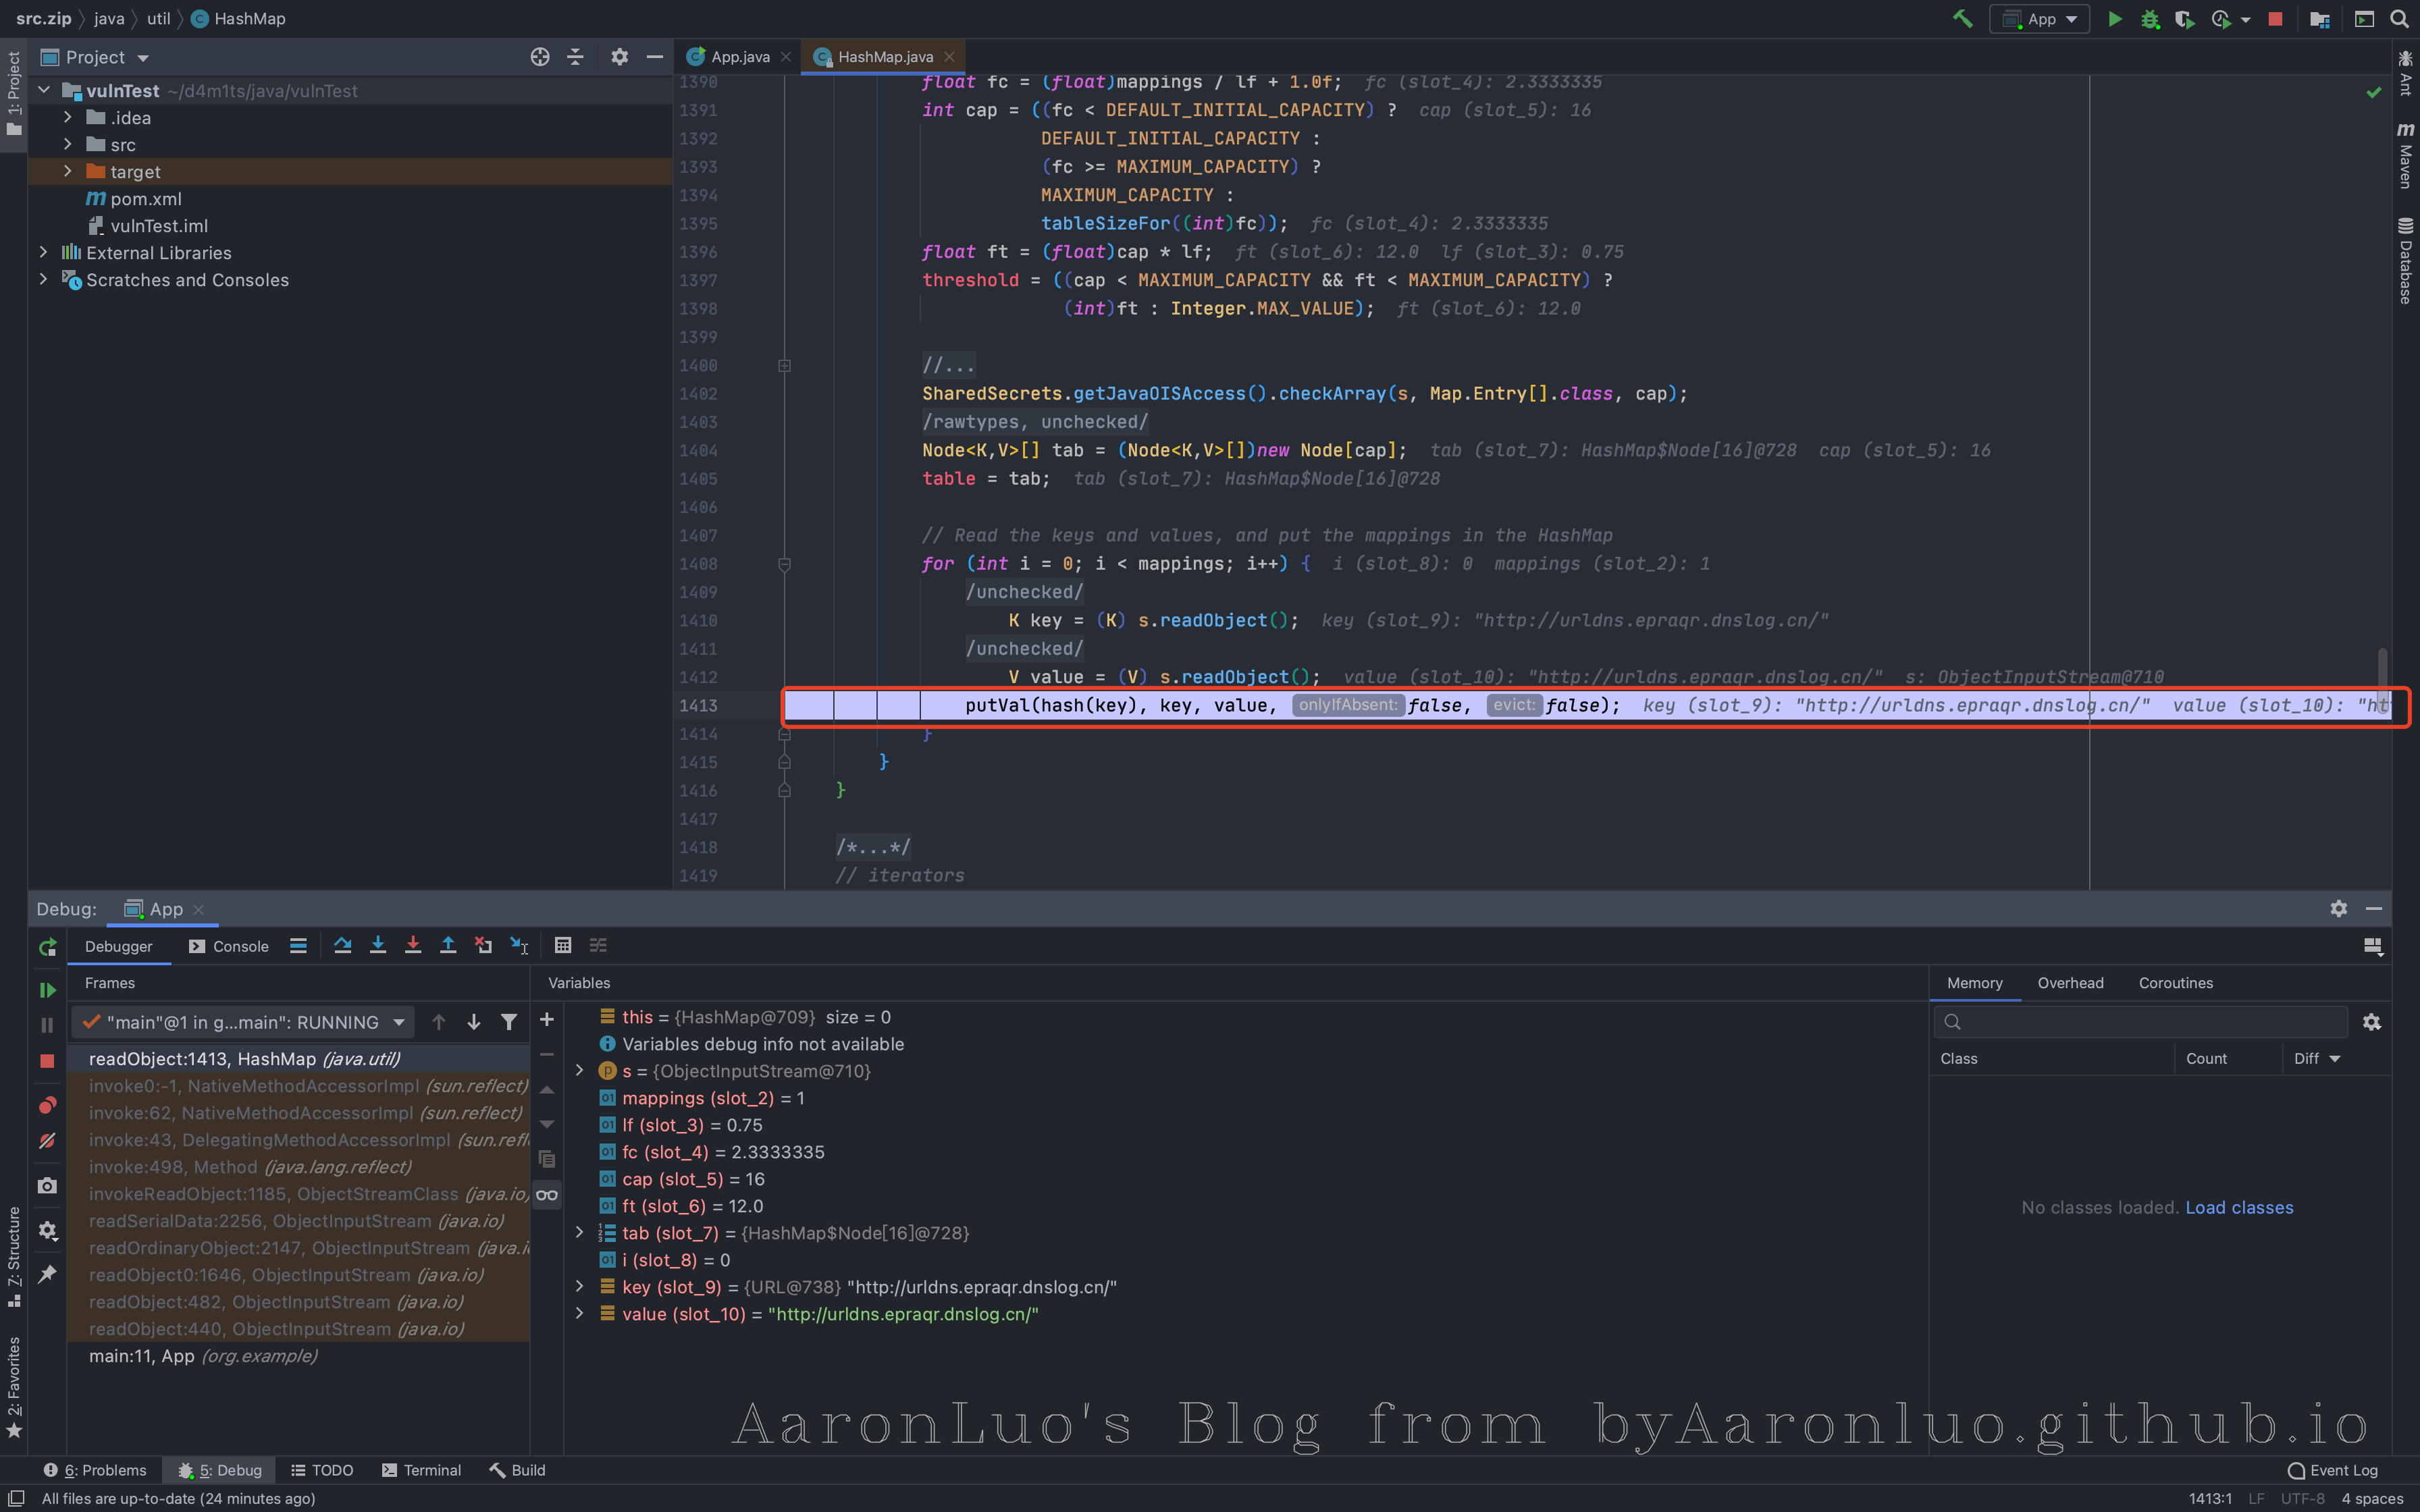 src.zip java util HashMap
App
1: Project
Project
App.java
HashMap.java
vulnTest ~/d4m1ts/java/vulnTest
.idea
src
target
pom.xml
vulnTest.iml
External Libraries
Scratches and Consoles
1390 float fc = (float)mappings / lf + 1.0f; fc (slot_4): 2.3333335
1391 int cap = ((fc < DEFAULT_INITIAL_CAPACITY) ? cap (slot_5): 16
1392 DEFAULT_INITIAL_CAPACITY :
1393 (fc >= MAXIMUM_CAPACITY) ?
1394 MAXIMUM_CAPACITY :
1395 tableSizeFor((int)fc)); fc (slot_4): 2.3333335
1396 float ft = (float)cap * lf; ft (slot_6): 12.0 lf (slot_3): 0.75
1397 threshold = ((cap < MAXIMUM_CAPACITY && ft < MAXIMUM_CAPACITY) ?
1398 (int)ft : Integer.MAX_VALUE); ft (slot_6): 12.0
1399
1400 //...
1402 SharedSecrets.getJavaOISAccess().checkArray(s, Map.Entry[].class, cap);
1403 /rawtypes, unchecked/
1404 Node<K,V>[] tab = (Node<K,V>[])new Node[cap]; tab (slot_7): HashMap$Node[16]@728 cap (slot_5): 16
1405 table = tab; tab (slot_7): HashMap$Node[16]@728
1406
1407 // Read the keys and values, and put the mappings in the HashMap
1408 for (int i = 0; i < mappings; i++) { i (slot_8): 0 mappings (slot_2): 1
1409 /unchecked/
1410 K key = (K) s.readObject(); key (slot_9): "http://urldns.epraqr.dnslog.cn/"
1411 /unchecked/
1412 V value = (V) s.readObject(); value (slot_10): "http://urldns.epraqr.dnslog.cn/" s: ObjectInputStream@710
1413 putVal(hash(key), key, value, onlyIfAbsent: false, evict: false); key (slot_9): "http://urldns.epraqr.dnslog.cn/" value (slot_10): "ht
1414 }
1415 }
1416 }
1417
1418 /*...*/
1419 // iterators
Ant
Maven
Database
Debug: App
Debugger Console
Frames
"main"@1 in g...main": RUNNING
readObject:1413, HashMap (java.util)
invoke0:-1, NativeMethodAccessorImpl (sun.reflect)
invoke:62, NativeMethodAccessorImpl (sun.reflect)
invoke:43, DelegatingMethodAccessorImpl (sun.refl
invoke:498, Method (java.lang.reflect)
invokeReadObject:1185, ObjectStreamClass (java.io)
readSerialData:2256, ObjectInputStream (java.io)
readOrdinaryObject:2147, ObjectInputStream (java.i
readObject0:1646, ObjectInputStream (java.io)
readObject:482, ObjectInputStream (java.io)
readObject:440, ObjectInputStream (java.io)
main:11, App (org.example)
Variables
this = {HashMap@709} size = 0
Variables debug info not available
s = {ObjectInputStream@710}
mappings (slot_2) = 1
lf (slot_3) = 0.75
fc (slot_4) = 2.3333335
cap (slot_5) = 16
ft (slot_6) = 12.0
tab (slot_7) = {HashMap$Node[16]@728}
i (slot_8) = 0
key (slot_9) = {URL@738} "http://urldns.epraqr.dnslog.cn/"
value (slot_10) = "http://urldns.epraqr.dnslog.cn/"
Memory Overhead Coroutines
Class Count Diff
No classes loaded. Load classes
7: Structure
2: Favorites
AaronLuo's Blog from byAaronluo.github.io
6: Problems 5: Debug TODO Terminal Build Event Log
All files are up-to-date (24 minutes ago) 1413:1 LF UTF-8 4 spaces